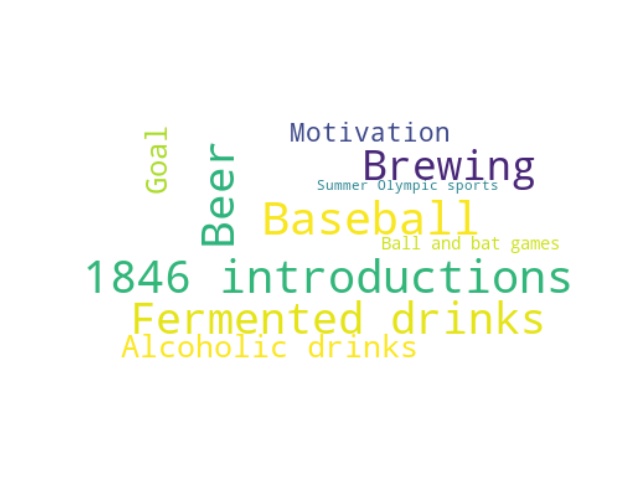 Goal
Beer
Motivation
Brewing
Summer Olympic sports
Baseball
Ball and bat games
1846 introductions
Fermented drinks
Alcoholic drinks